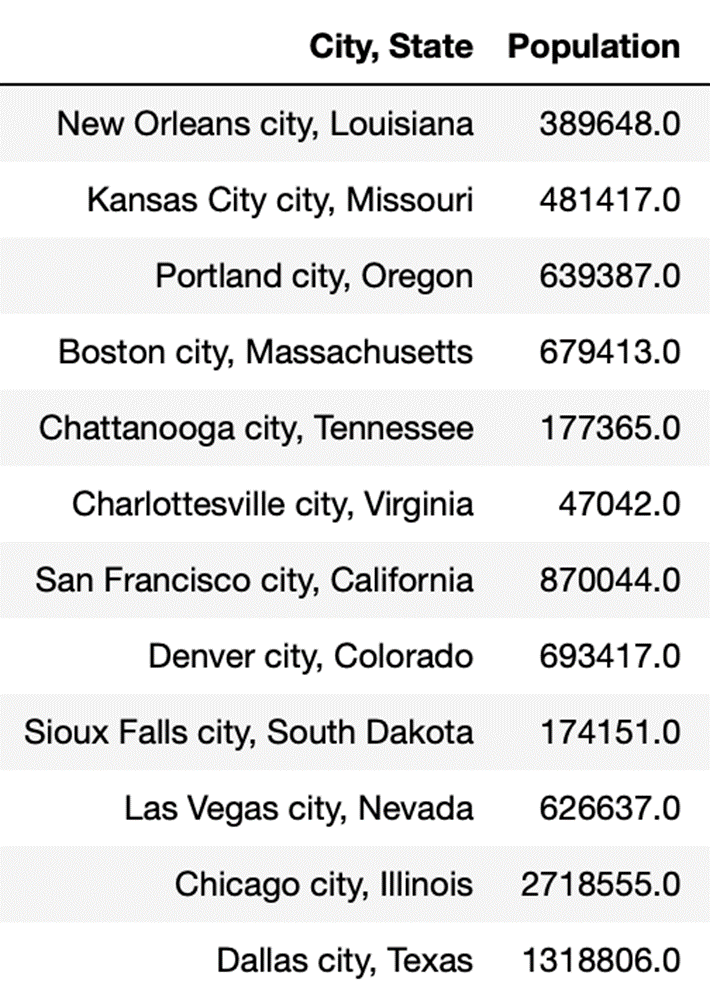 City, State Population
New Orleans city, Louisiana 389648.0
Kansas City city, Missouri 481417.0
Portland city, Oregon 639387.0
Boston city, Massachusetts 679413.0
Chattanooga city, Tennessee 177365.0
Charlottesville city, Virginia 47042.0
San Francisco city, California 870044.0
Denver city, Colorado 693417.0
Sioux Falls city, South Dakota 174151.0
Las Vegas city, Nevada 626637.0
Chicago city, Illinois 2718555.0
Dallas city, Texas 1318806.0